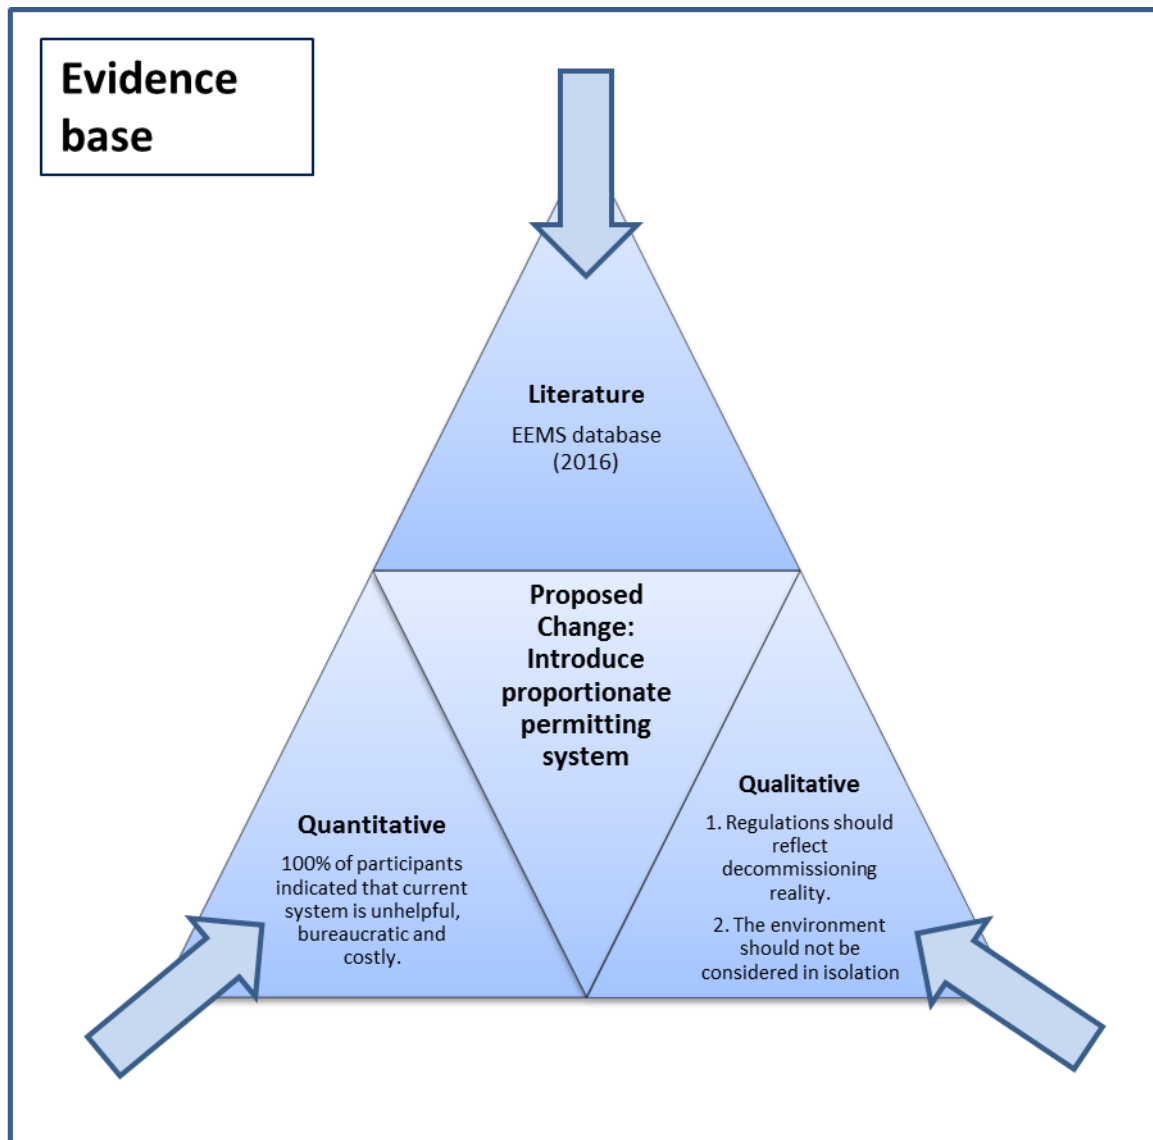 Evidence
base
Literature
EEMS database
(2016)
Proposed
Change:
Introduce
proportionate
permitting
system
Quantitative
100% of participants
indicated that current
system is unhelpful,
bureaucratic and
costly.
Qualitative
1. Regulations should
reflect
decommissioning
reality.
2. The environment
should not be
considered in isolation